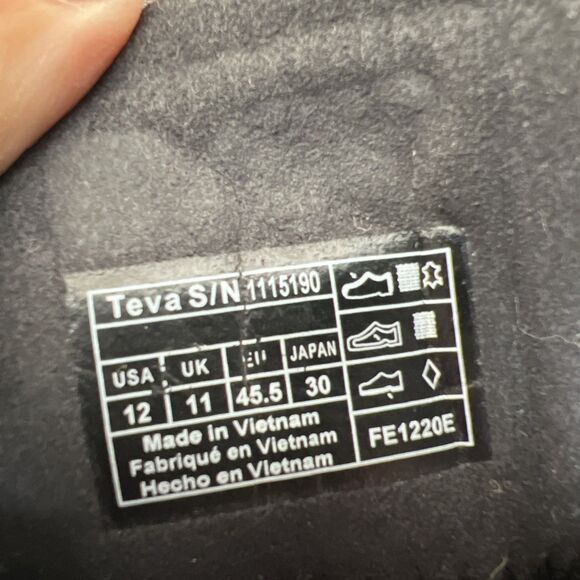 Teva S/N 1115190
USA UK EU JAPAN
12 11 45.5 30
Made in Vietnam
Fabriqué en Vietnam
Hecho en Vietnam
FE1220E